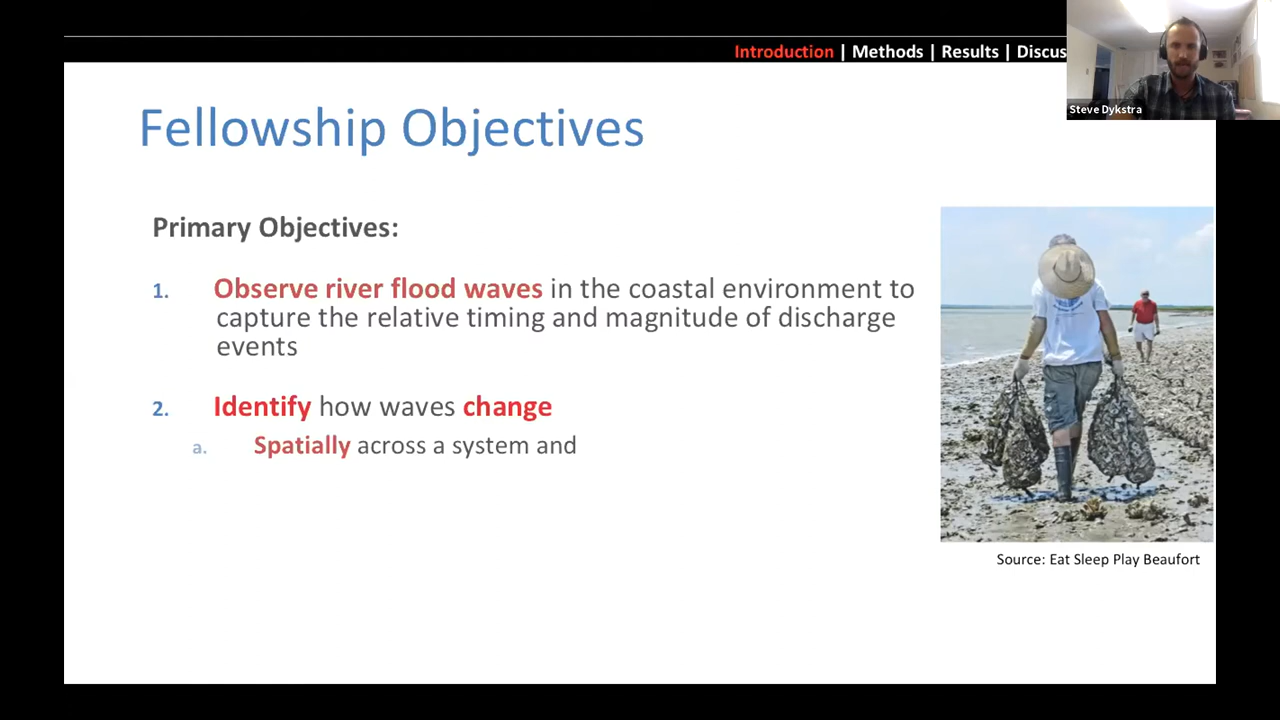 Introduction | Methods | Results | Discus
Steve Dykstra
Fellowship Objectives
Primary Objectives:
1. Observe river flood waves in the coastal environment to
capture the relative timing and magnitude of discharge
events
2. Identify how waves change
a. Spatially across a system and
Source: Eat Sleep Play Beaufort